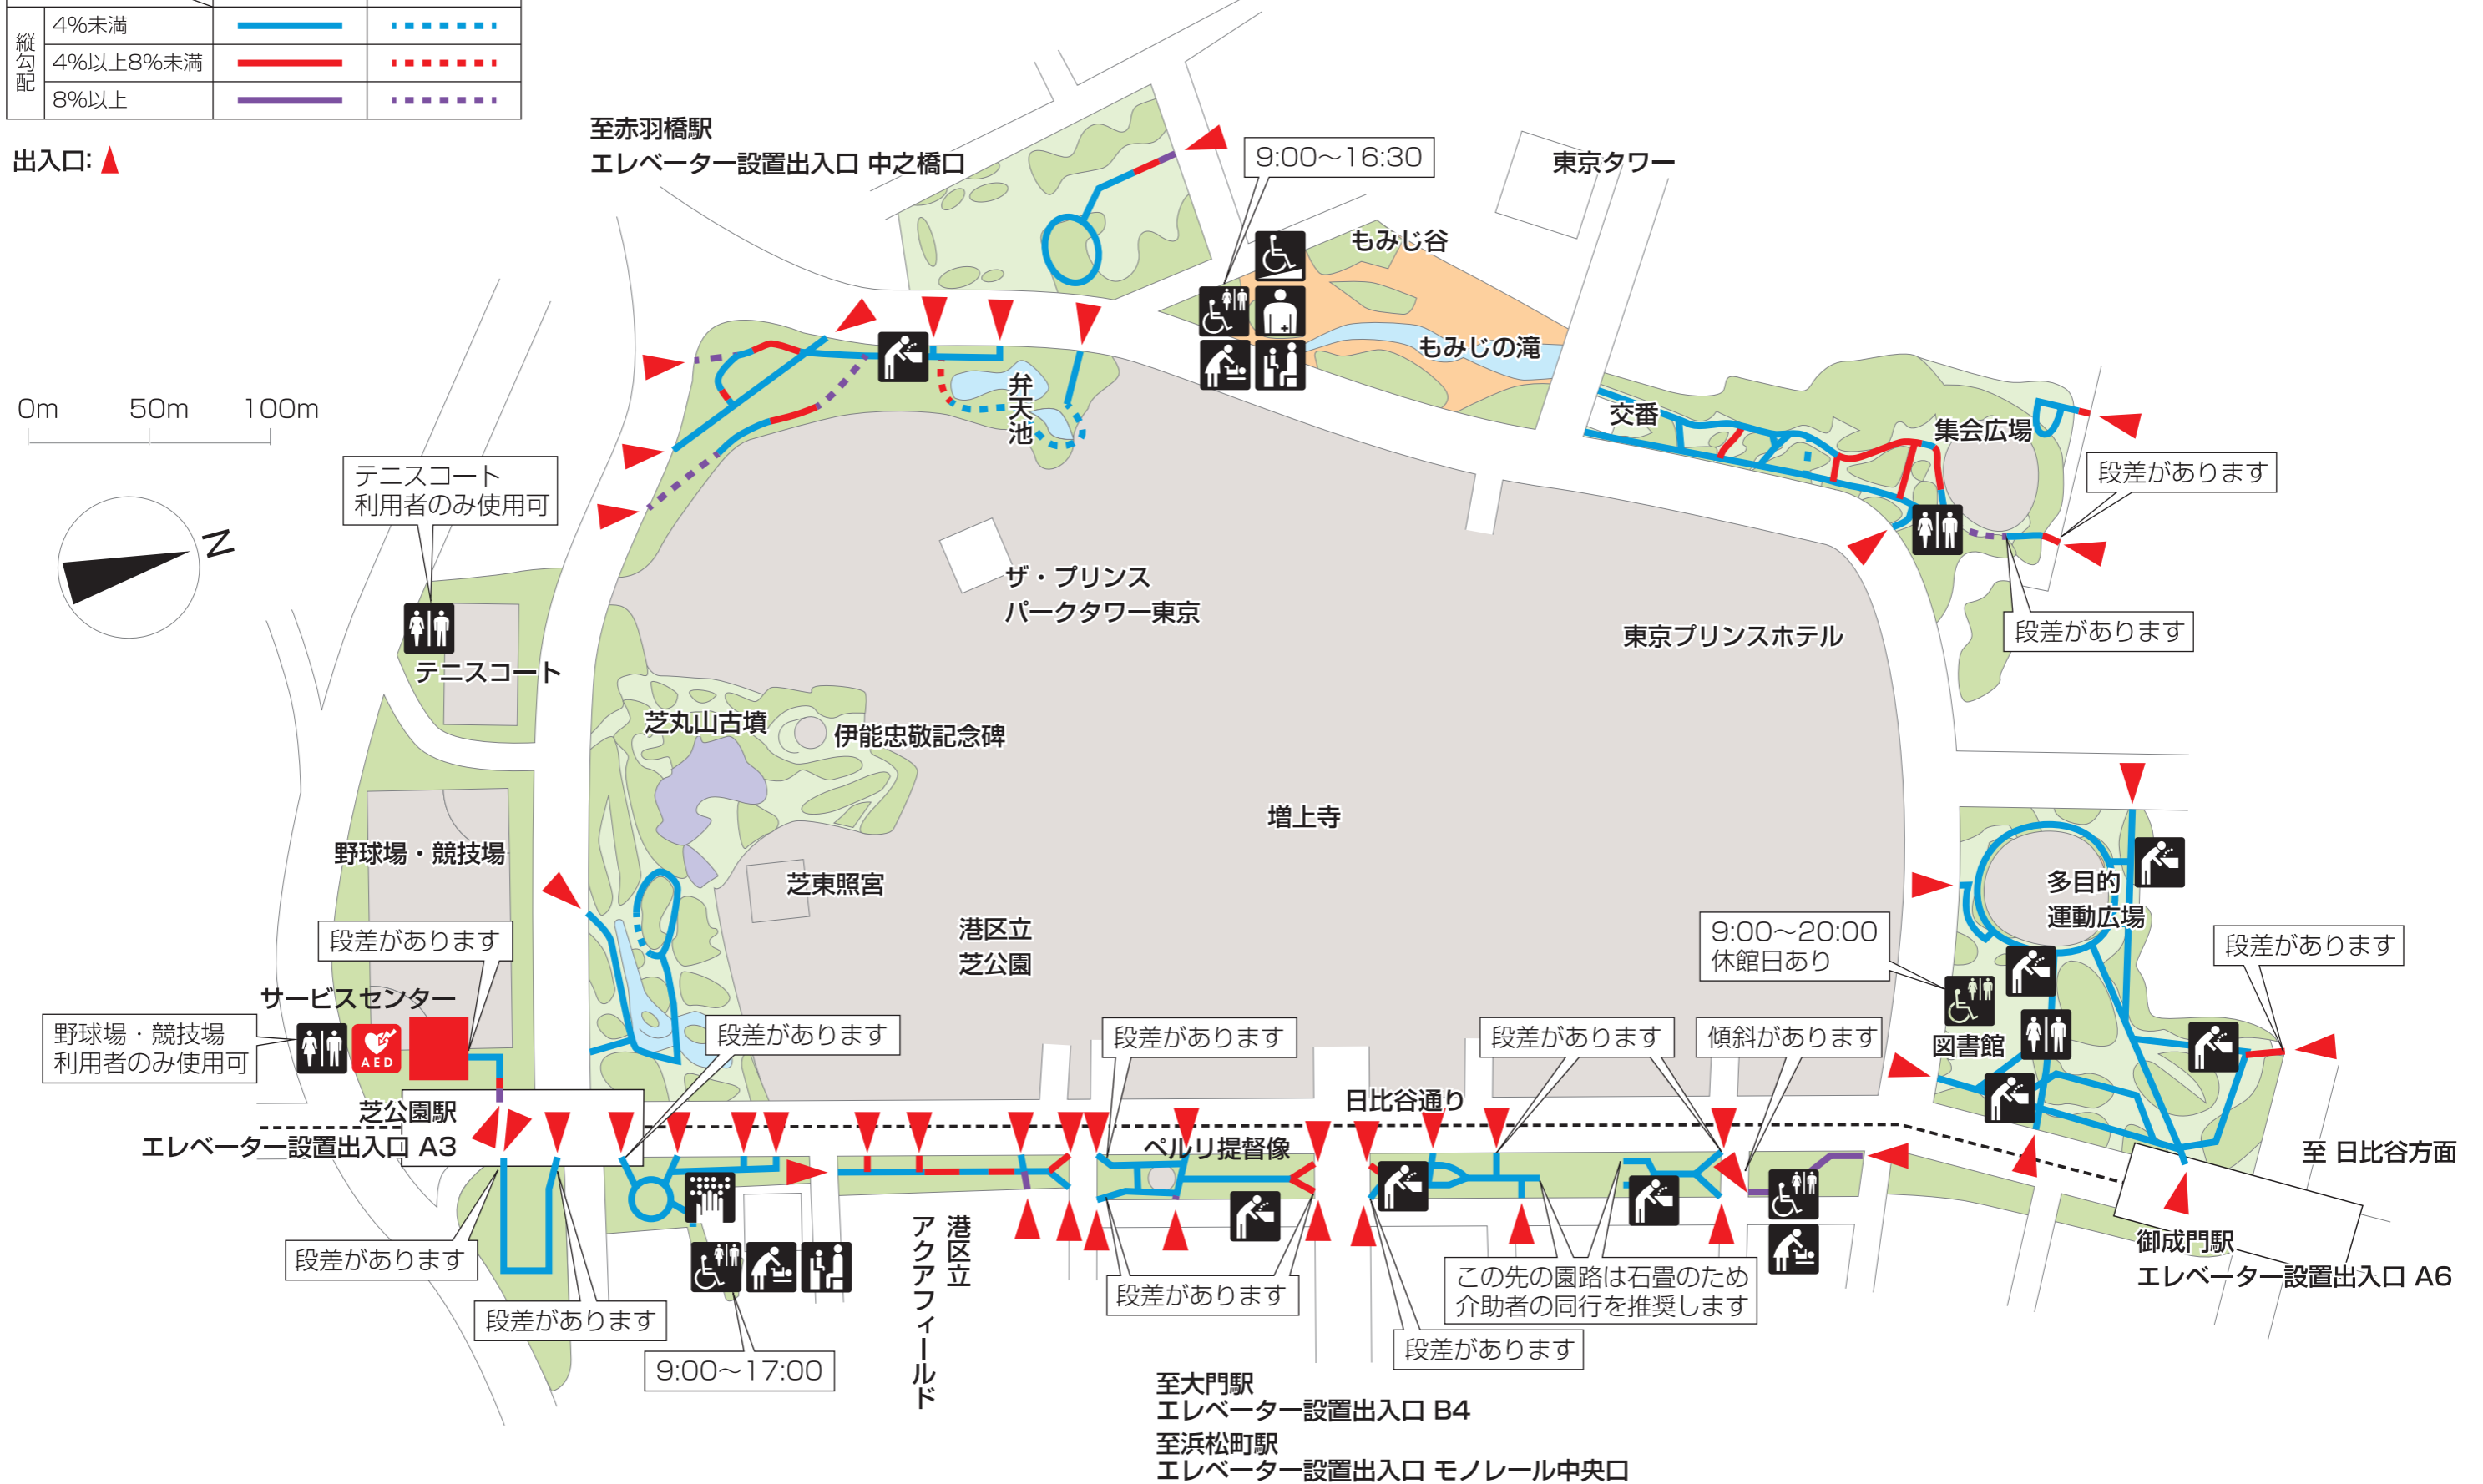 縦勾配
4%未満
4%以上8%未満
8%以上
出入口:
至赤羽橋駅
エレベーター設置出入口 中之橋口
9:00～16:30
東京タワー
もみじ谷
もみじの滝
0m 50m 100m
N
弁天池
交番
集会広場
段差があります
段差があります
テニスコート
利用者のみ使用可
テニスコート
ザ・プリンス
パークタワー東京
東京プリンスホテル
芝丸山古墳
伊能忠敬記念碑
増上寺
野球場・競技場
芝東照宮
港区立
芝公園
多目的
運動広場
9:00～20:00
休館日あり
段差があります
段差があります
サービスセンター
野球場・競技場
利用者のみ使用可
AED
段差があります
段差があります
段差があります
傾斜があります
図書館
芝公園駅
エレベーター設置出入口 A3
日比谷通り
ペルリ提督像
至 日比谷方面
段差があります
段差があります
9:00～17:00
港区立
アクアフィールド
段差があります
この先の園路は石畳のため
介助者の同行を推奨します
段差があります
御成門駅
エレベーター設置出入口 A6
至大門駅
エレベーター設置出入口 B4
至浜松町駅
エレベーター設置出入口 モノレール中央口